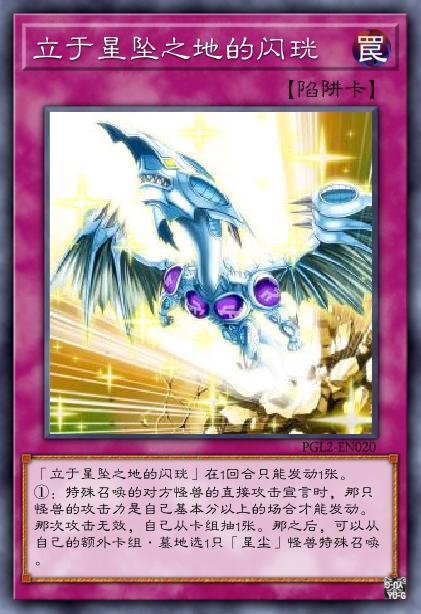 立于星坠之地的闪珖
罠
【陷阱卡】
PGL2-EN020
「立于星坠之地的闪珖」在1回合只能发动1张。
①：特殊召唤的对方怪兽的直接攻击宣言时，那只
怪兽的攻击力是自己基本分以上的场合才能发动。
那次攻击无效，自己从卡组抽1张。那之后，可以从
自己的额外卡组·墓地选1只「星尘」怪兽特殊召唤
。